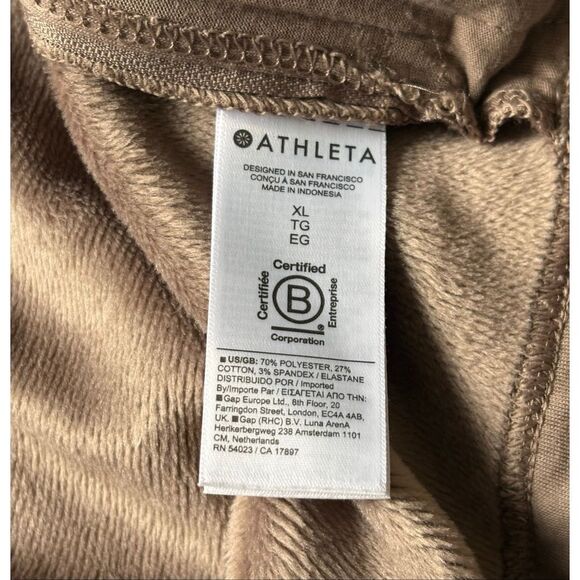 ATHLETA
DESIGNED IN SAN FRANCISCO
CONÇU À SAN FRANCISCO
MADE IN INDONESIA
XL
TG
EG
Certified
Certifiée
B
Entreprise
®
Corporation
■ US/GB: 70% POLYESTER, 27%
COTTON, 3% SPANDEX / ELASTANE
DISTRIBUIDO POR / Imported
By/Importe Par / ΕΙΣΑΓΕΤΑΙ ΑΠΟ ΤΗΝ:
■Gap Europe Ltd., 8th Floor, 20
Farringdon Street, London, EC4A 4AB,
UK. ■Gap (RHC) B.V. Luna ArenA
Herikerbergweg 238 Amsterdam 1101
CM, Netherlands
RN 54023 / CA 17897